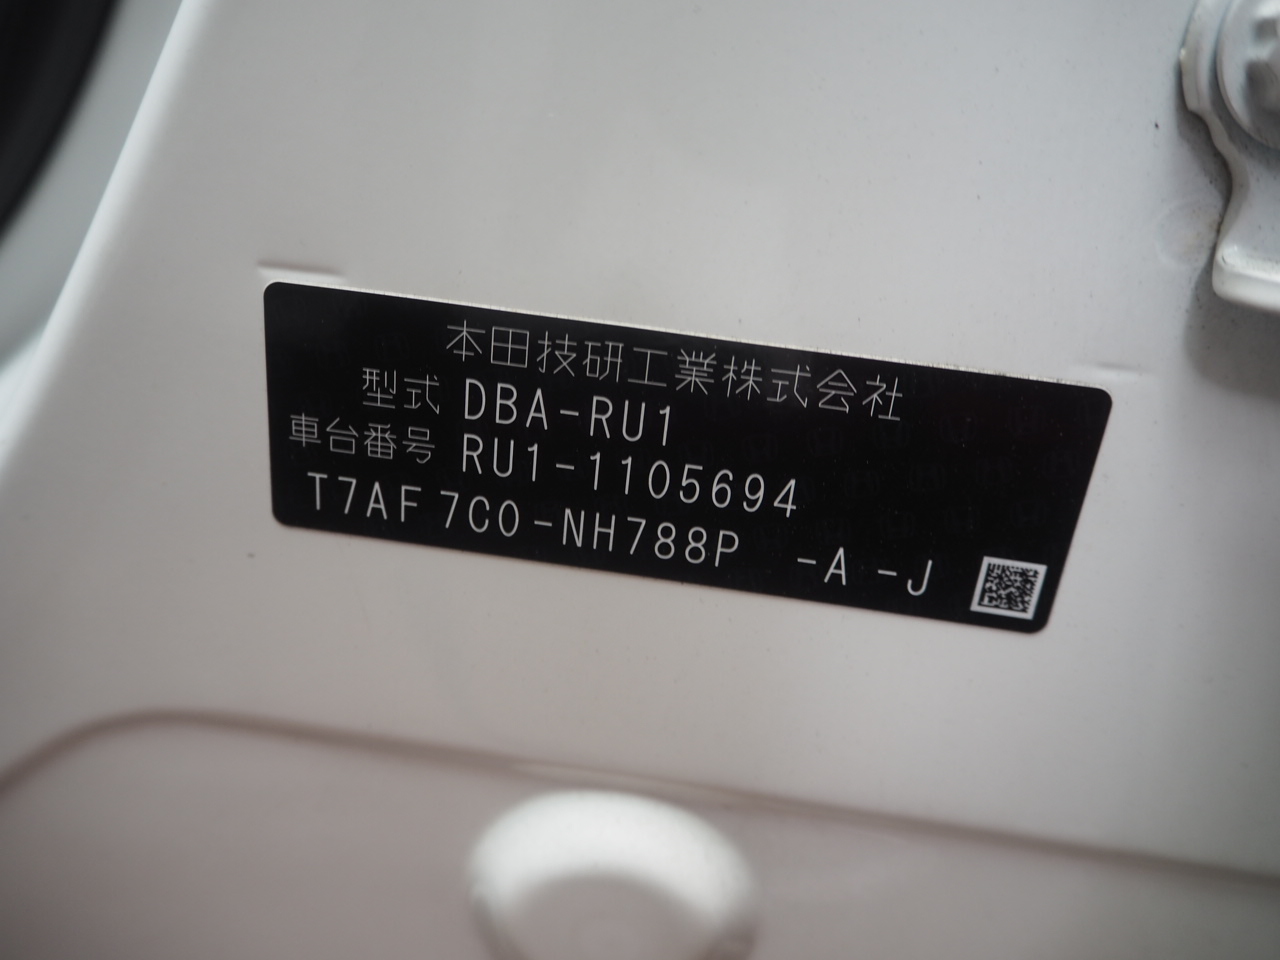 本田技研工業株式会社
型式 DBA-RU1
車台番号 RU1-1105694
T7AF7C0-NH788P -A -J